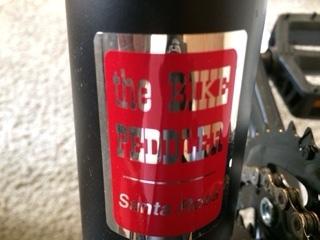 the BIKE
PEDDLER
Santa Rosa